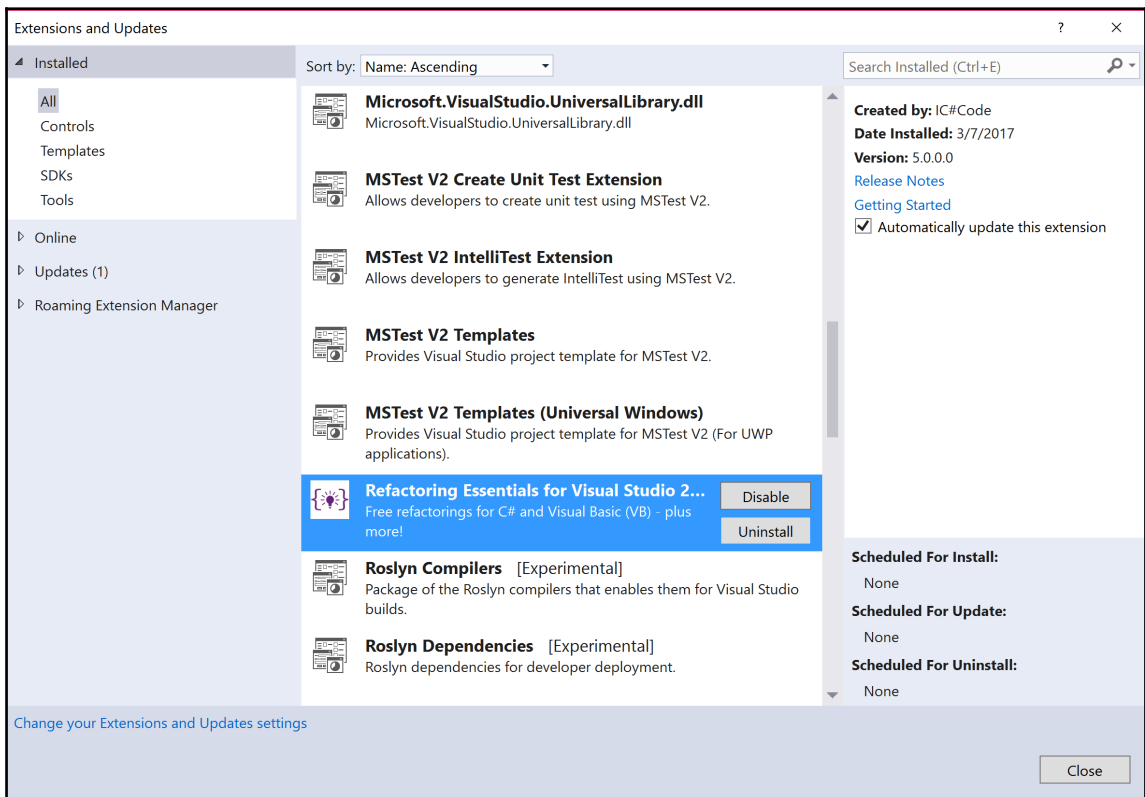 Extensions and Updates
? ×
Installed
All
Controls
Templates
SDKs
Tools
Online
Updates (1)
Roaming Extension Manager
Sort by: Name: Ascending
Microsoft.VisualStudio.UniversalLibrary.dll
Microsoft.VisualStudio.UniversalLibrary.dll
MSTest V2 Create Unit Test Extension
Allows developers to create unit test using MSTest V2.
MSTest V2 IntelliTest Extension
Allows developers to generate IntelliTest using MSTest V2.
MSTest V2 Templates
Provides Visual Studio project template for MSTest V2.
MSTest V2 Templates (Universal Windows)
Provides Visual Studio project template for MSTest V2 (For UWP
applications).
Refactoring Essentials for Visual Studio 2...
Free refactorings for C# and Visual Basic (VB) - plus
more!
Disable
Uninstall
Roslyn Compilers [Experimental]
Package of the Roslyn compilers that enables them for Visual Studio
builds.
Roslyn Dependencies [Experimental]
Roslyn dependencies for developer deployment.
Search Installed (Ctrl+E)
Created by: IC#Code
Date Installed: 3/7/2017
Version: 5.0.0.0
Release Notes
Getting Started
Automatically update this extension
Scheduled For Install:
None
Scheduled For Update:
None
Scheduled For Uninstall:
None
Change your Extensions and Updates settings
Close